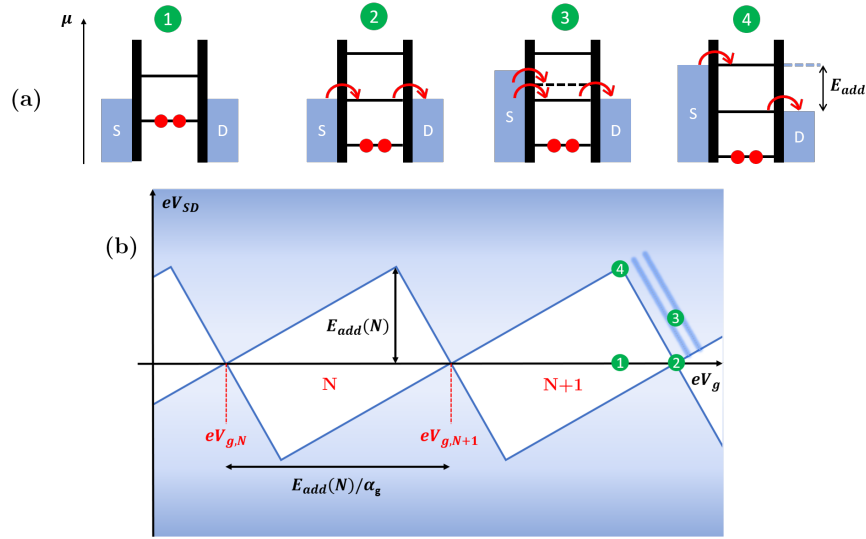 1 2 3 4
μ
(a)
S D S D S D S D
E_add
eV_SD
(b)
4
E_add(N)
3
1 2
N N+1 eV_g
eV_g,N eV_g,N+1
E_add(N)/α_g